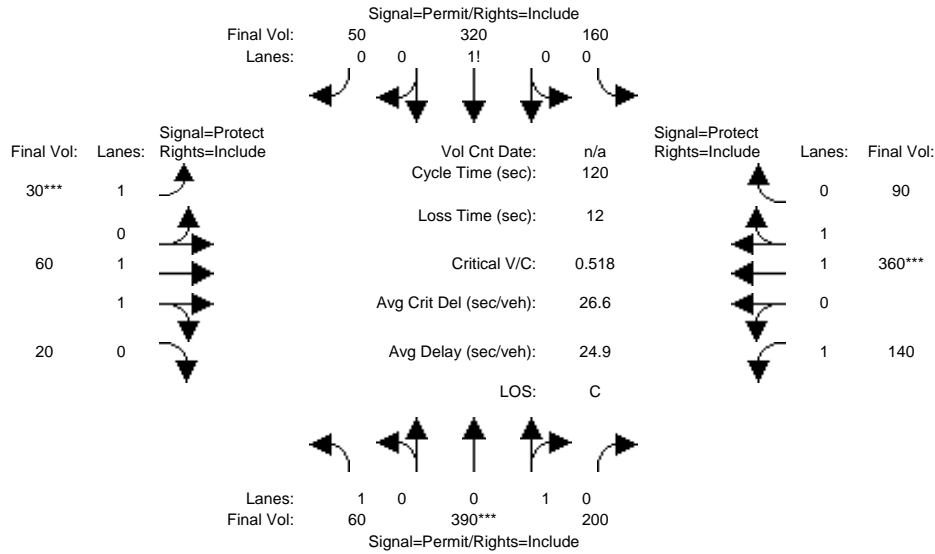 Signal=Permit/Rights=Include
Final Vol: 50 320 160
Lanes: 0 0 1! 0 0
Signal=Protect Signal=Protect
Final Vol: Lanes: Rights=Include Vol Cnt Date: n/a Rights=Include Lanes: Final Vol:
Cycle Time (sec): 120
30*** 1 0 90
Loss Time (sec): 12
0 1
60 1 Critical V/C: 0.518 1 360***
1 Avg Crit Del (sec/veh): 26.6 0
20 0 Avg Delay (sec/veh): 24.9 1 140
LOS: C
Lanes: 1 0 0 1 0
Final Vol: 60 390*** 200
Signal=Permit/Rights=Include